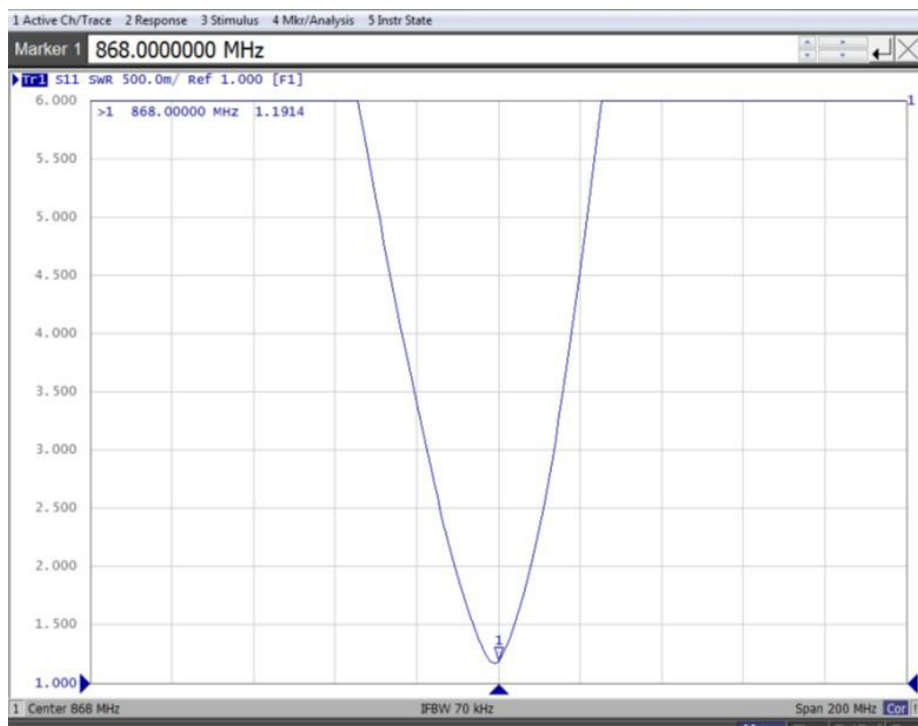 1 Active Ch/Trace 2 Response 3 Stimulus 4 Mkr/Analysis 5 Instr State
Marker 1 868.0000000 MHz
Tr1 S11 SWR 500.0m/ Ref 1.000 [F1]
6.000
>1 868.00000 MHz 1.1914
1
5.500
5.000
4.500
4.000
3.500
3.000
2.500
2.000
1.500
1
1.000
1 Center 868 MHz IFBW 70 kHz Span 200 MHz Cor